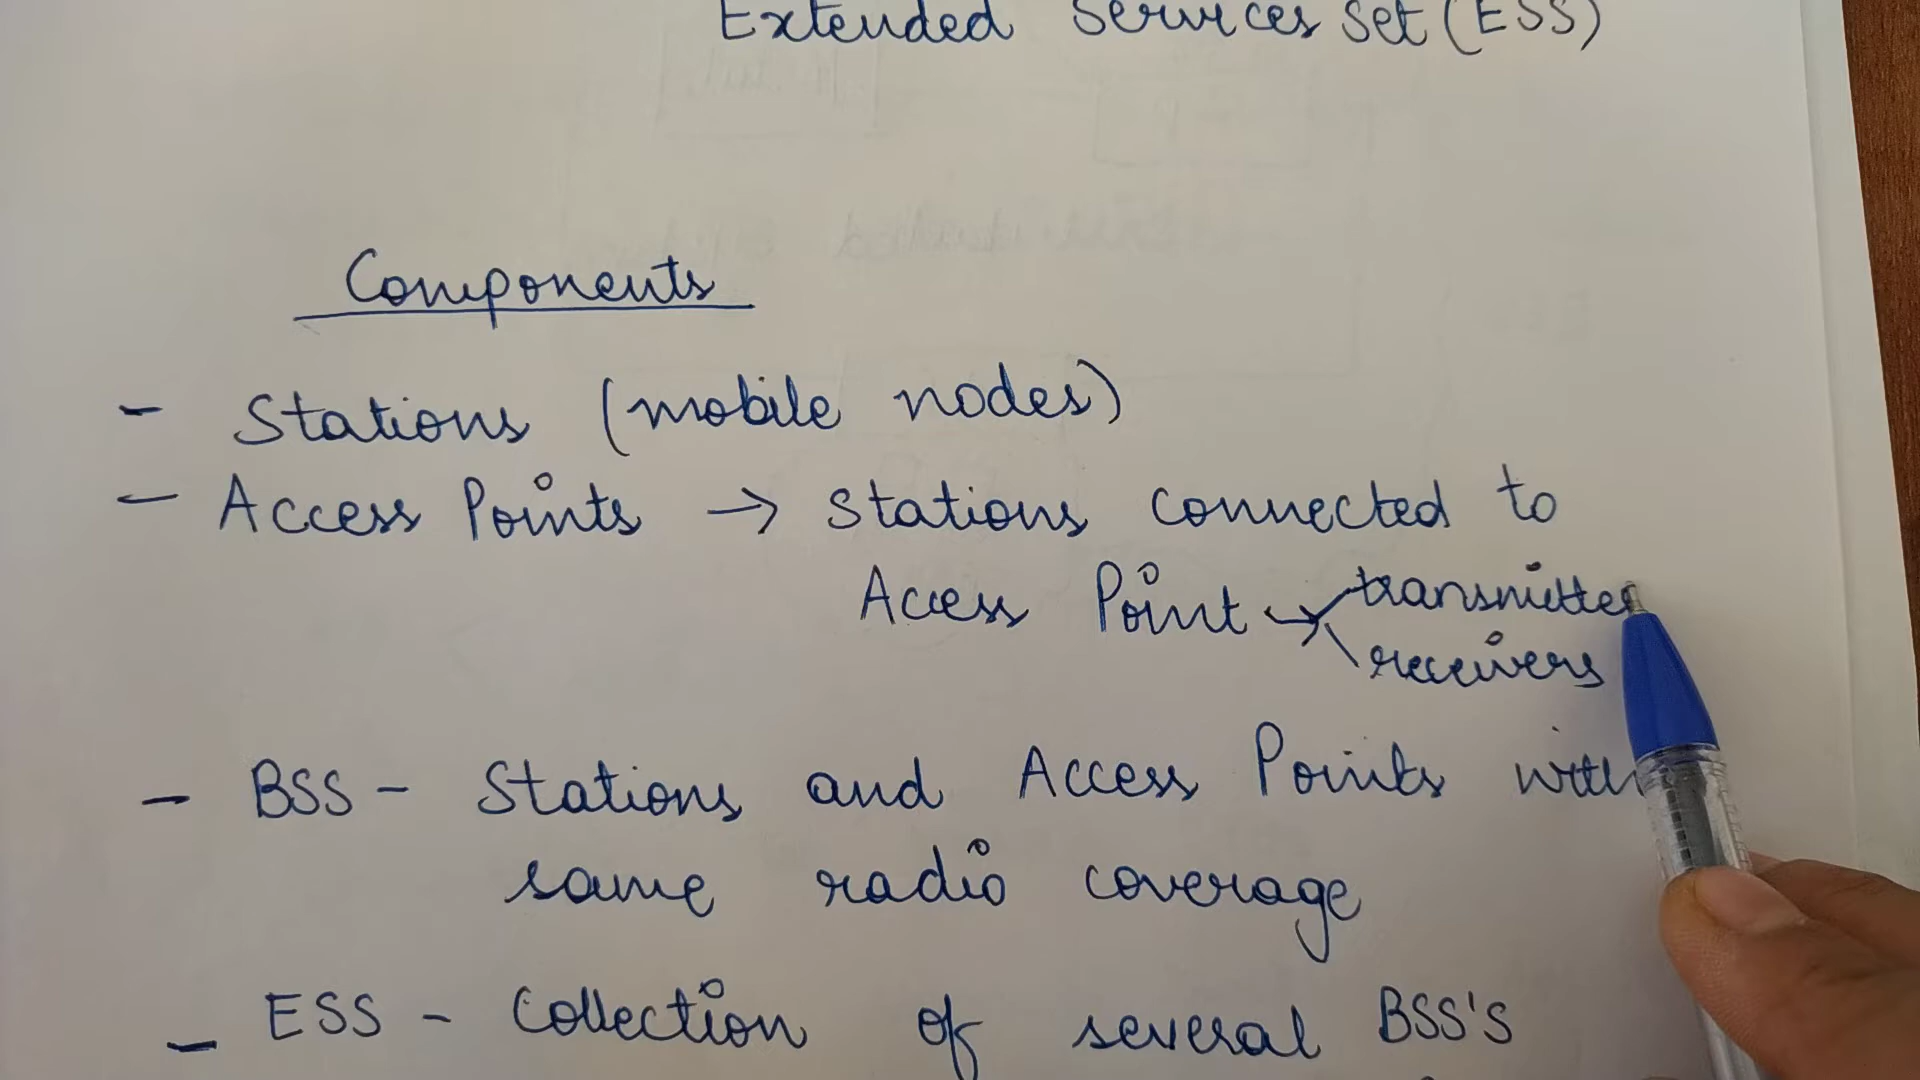 Extended Services Set (ESS)
Components
- Stations (mobile nodes)
- Access Points → Stations connected to
Access Point → transmitter
receivers
- BSS - Stations and Access Points with
same radio coverage
- ESS - Collection of several BSS's